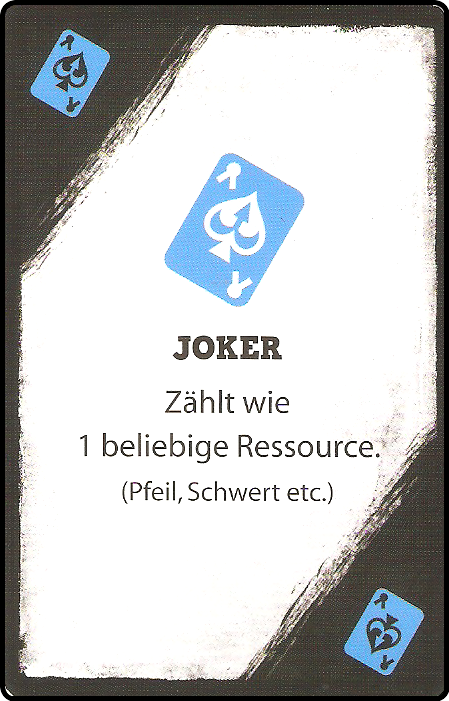 JOKER
Zählt wie
1 beliebige Ressource.
(Pfeil, Schwert etc.)